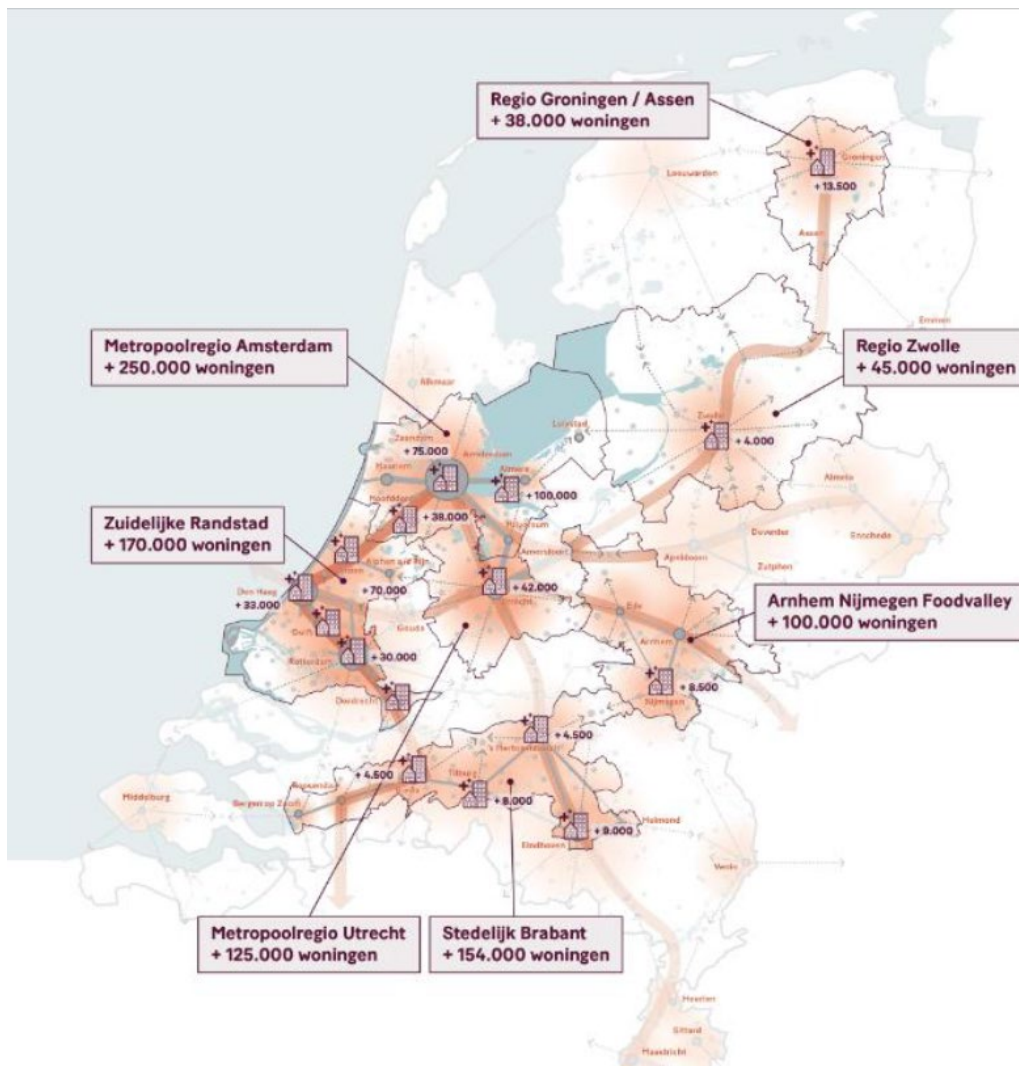 Regio Groningen / Assen
+ 38.000 woningen
Groningen
Leeuwarden
+ 13.500
Assen
Emmen
Metropoolregio Amsterdam
+ 250.000 woningen
Regio Zwolle
+ 45.000 woningen
Alkmaar
Zwolle
Lelystad
+ 4.000
Zaandam
+ 75.000
Amsterdam
Haarlem
Almere
+ 100.000
Almelo
Hoofddorp
+ 38.000
Hilversum
Zuidelijke Randstad
+ 170.000 woningen
Deventer
Enschede
Amersfoort
Apeldoorn
Alphen a/d Rijn
Zutphen
Den Haag
+ 70.000
+ 42.000
+ 33.000
Ede
Arnhem Nijmegen Foodvalley
+ 100.000 woningen
Delft
Gouda
Arnhem
Rotterdam
+ 30.000
+ 8.500
Dordrecht
Nijmegen
+ 4.500
's Hertogenbosch
+ 4.500
Tilburg
Roosendaal
Breda
Middelburg
Bergen op Zoom
+ 8.000
+ 9.000
Helmond
Eindhoven
Venlo
Metropoolregio Utrecht
+ 125.000 woningen
Stedelijk Brabant
+ 154.000 woningen
Heerlen
Sittard
Maastricht